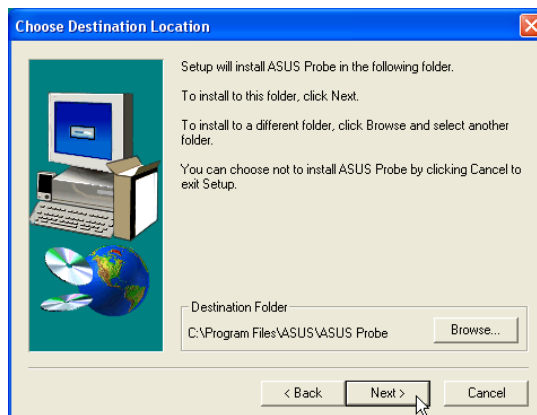 Choose Destination Location
Setup will install ASUS Probe in the following folder.
To install to this folder, click Next.
To install to a different folder, click Browse and select another
folder.
You can choose not to install ASUS Probe by clicking Cancel to
exit Setup.
Destination Folder
C:\Program Files\ASUS\ASUS Probe
Browse...
< Back
Next >
Cancel